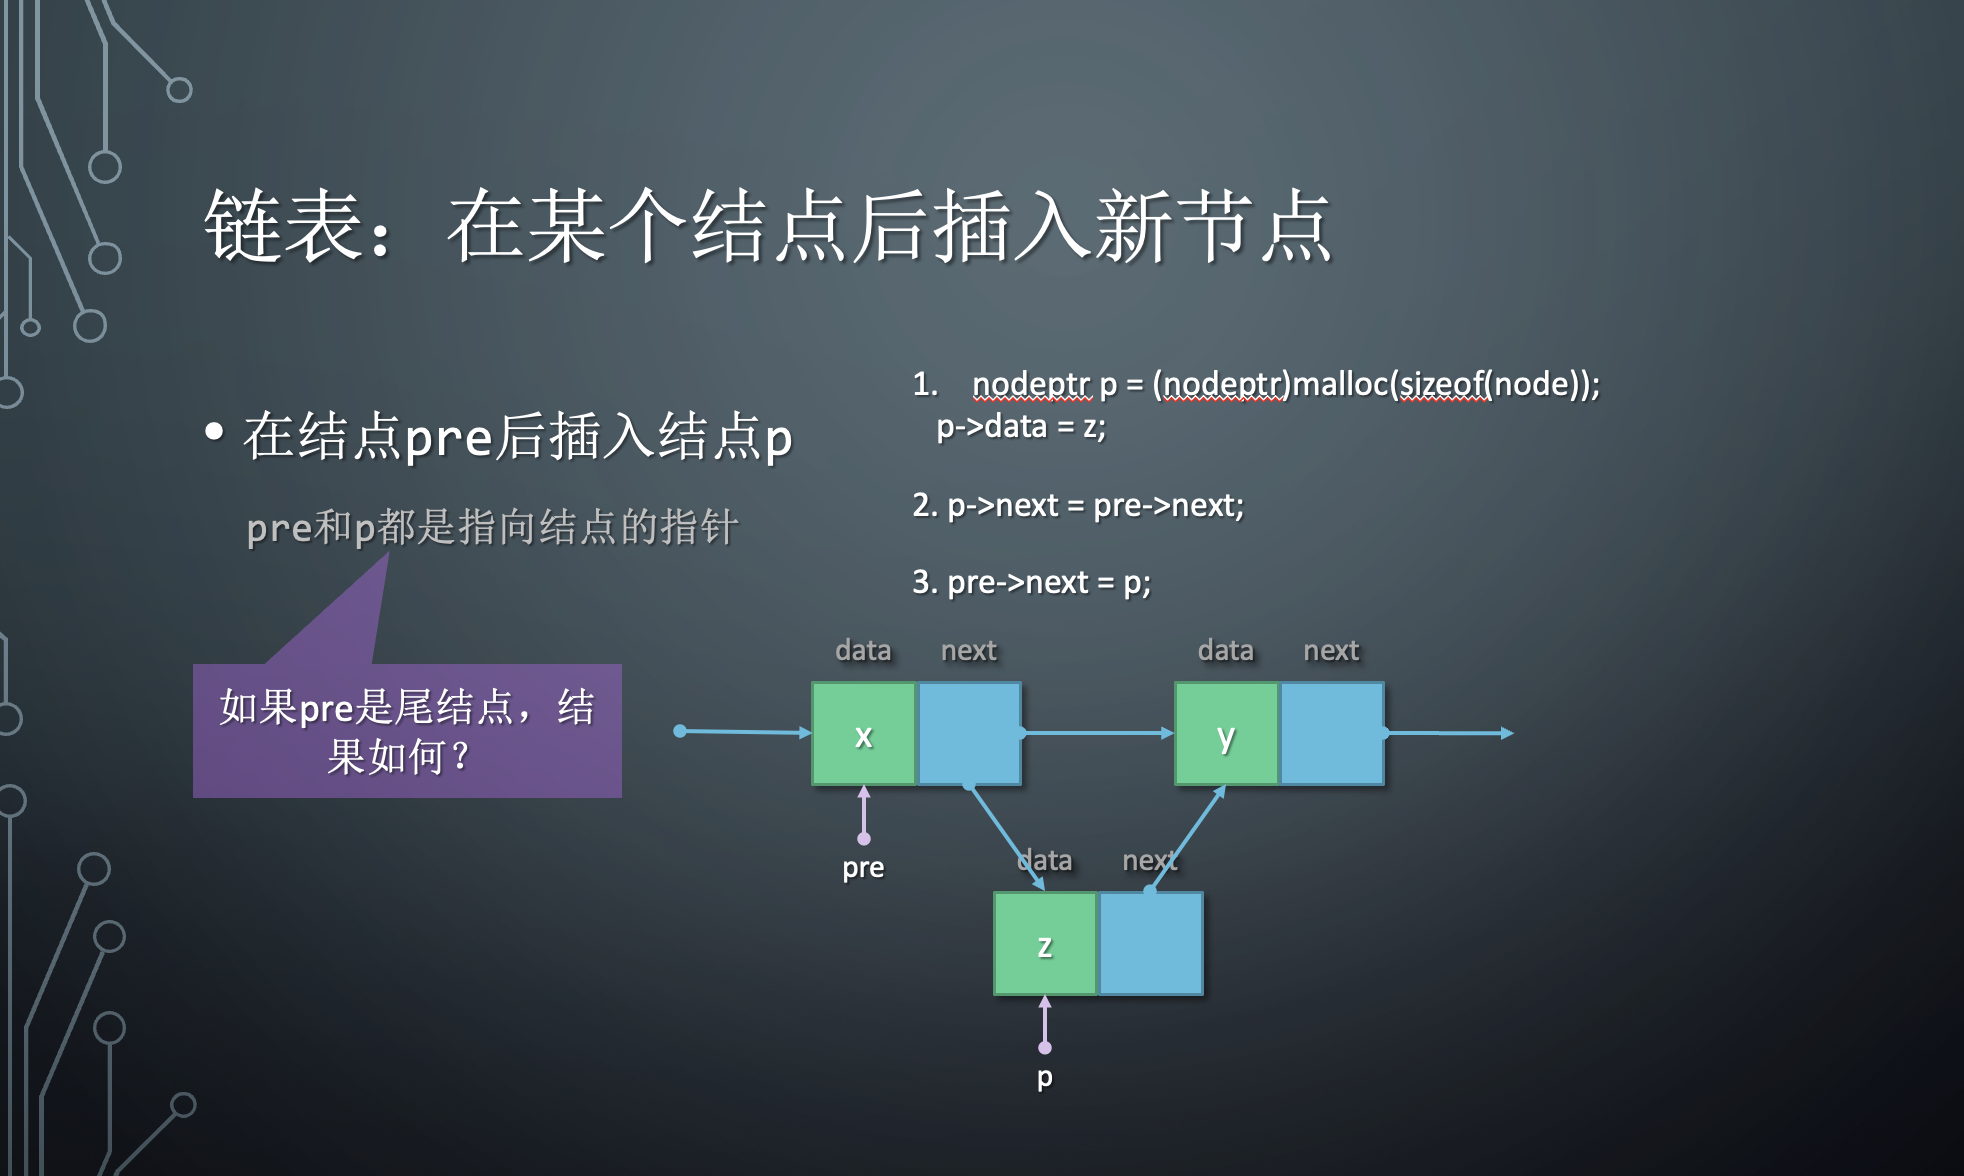 链表：在某个结点后插入新节点
• 在结点pre后插入结点p
pre和p都是指向结点的指针
如果pre是尾结点，结
果如何？
1. nodeptr p = (nodeptr)malloc(sizeof(node));
p->data = z;
2. p->next = pre->next;
3. pre->next = p;
data next data next
x y
pre
data next
z
p